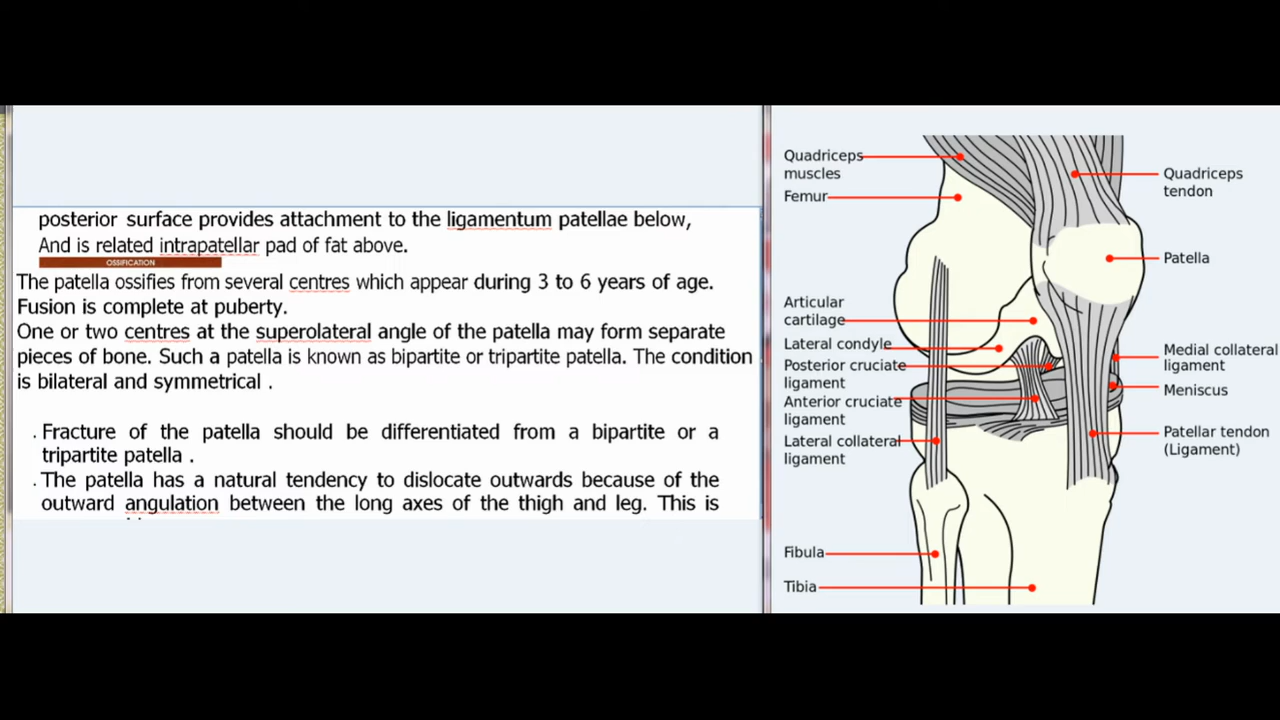 posterior surface provides attachment to the ligamentum patellae below,
And is related intrapatellar pad of fat above.
OSSIFICATION
The patella ossifies from several centres which appear during 3 to 6 years of age.
Fusion is complete at puberty.
One or two centres at the superolateral angle of the patella may form separate
pieces of bone. Such a patella is known as bipartite or tripartite patella. The condition
is bilateral and symmetrical .
. Fracture of the patella should be differentiated from a bipartite or a
tripartite patella .
. The patella has a natural tendency to dislocate outwards because of the
outward angulation between the long axes of the thigh and leg. This is
Quadriceps
muscles
Femur
Articular
cartilage
Lateral condyle
Posterior cruciate
ligament
Anterior cruciate
ligament
Lateral collateral
ligament
Fibula
Tibia
Quadriceps
tendon
Patella
Medial collateral
ligament
Meniscus
Patellar tendon
(Ligament)